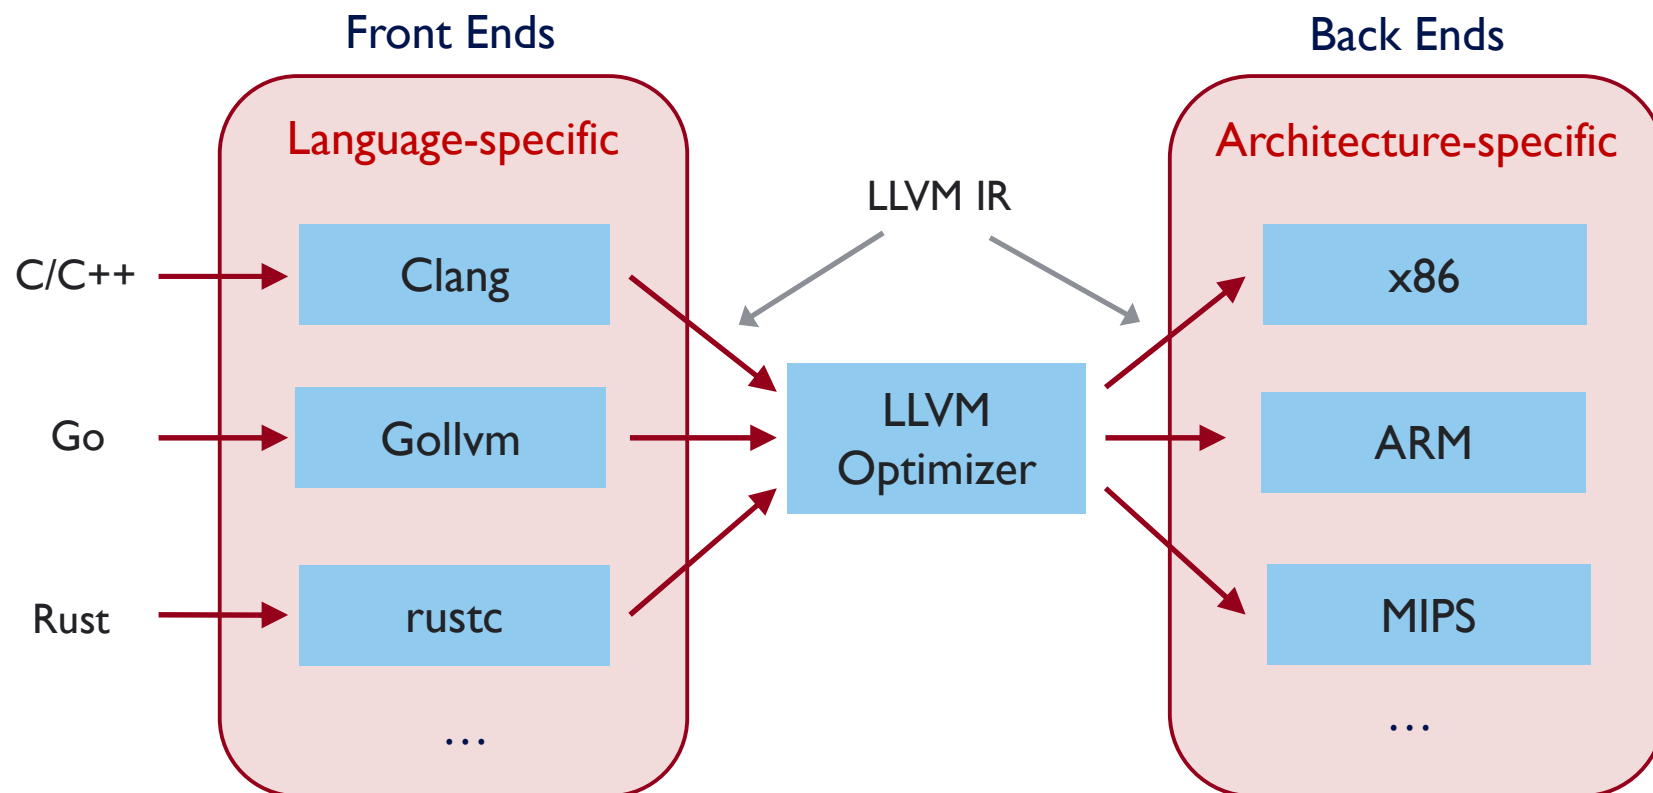 Front Ends
Back Ends
Language-specific
Architecture-specific
LLVM IR
C/C++
Clang
x86
Go
Gollvm
LLVM
Optimizer
ARM
Rust
rustc
MIPS
...
...